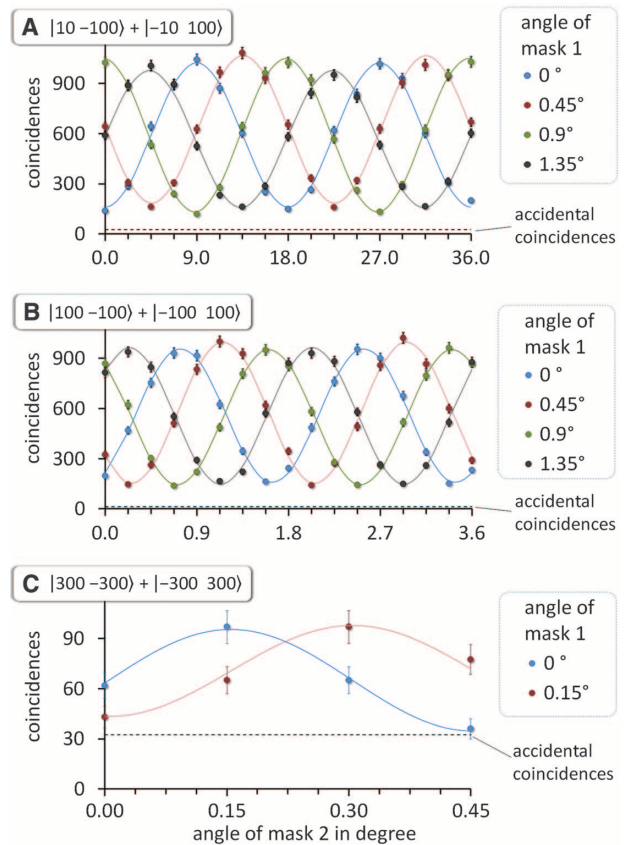 A |10 –100⟩ + |–10 100⟩
coincidences
900
600
300
0
0.0 9.0 18.0 27.0 36.0
angle of
mask 1
0 °
0.45°
0.9°
1.35°
accidental
coincidences
B |100 –100⟩ + |–100 100⟩
coincidences
900
600
300
0
0.0 0.9 1.8 2.7 3.6
angle of
mask 1
0 °
0.45°
0.9°
1.35°
accidental
coincidences
C |300 –300⟩ + |–300 300⟩
coincidences
90
60
30
0
0.00 0.15 0.30 0.45
angle of mask 2 in degree
angle of
mask 1
0 °
0.15°
accidental
coincidences